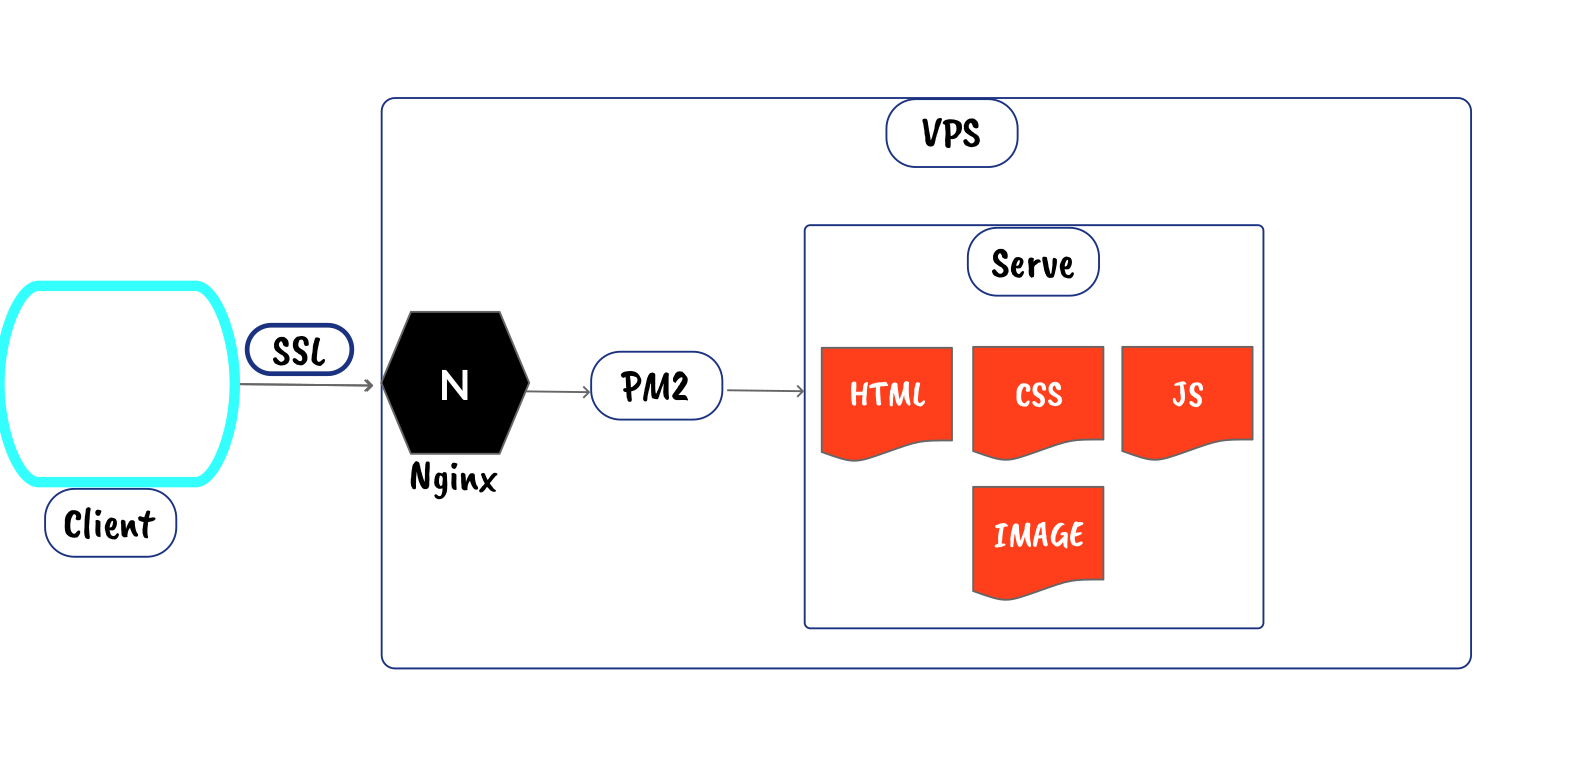 VPS
Serve
SSL
N
PM2
HTML
CSS
JS
Nginx
Client
IMAGE